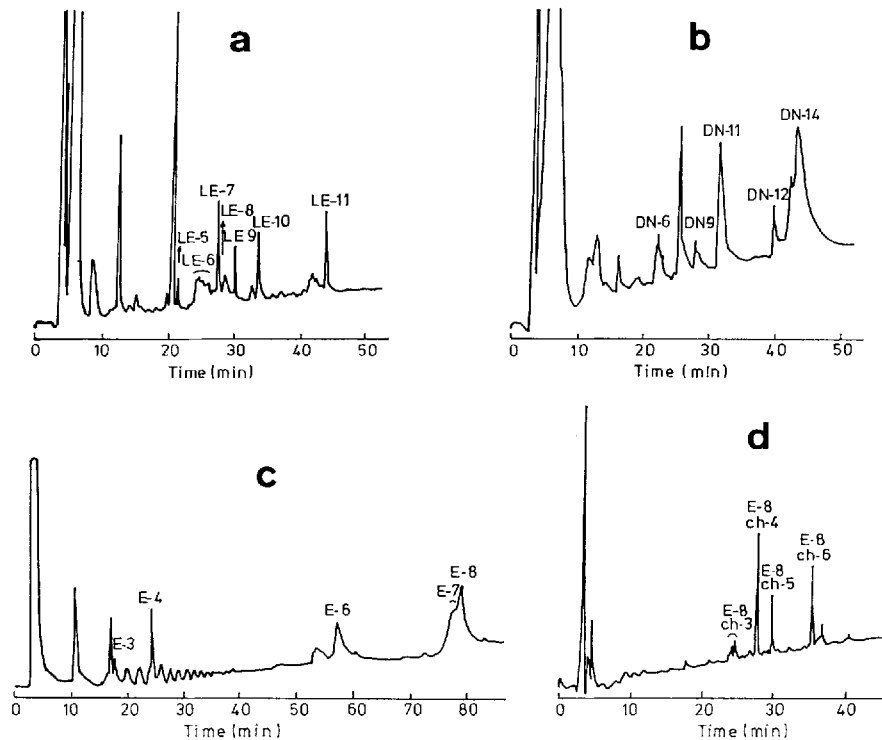 a
LE-7
LE-8
LE-5
LE-6
LE9
LE-10
LE-11
0 10 20 30 40 50
Time (min)
b
DN-6
DN9
DN-11
DN-12
DN-14
0 10 20 30 40 50
Time (min)
c
E-3
E-4
E-6
E-7
E-8
0 10 20 30 40 50 60 70 80
Time (min)
d
E-8
ch-3
E-8
ch-4
E-8
ch-5
E-8
ch-6
0 10 20 30 40
Time (min)